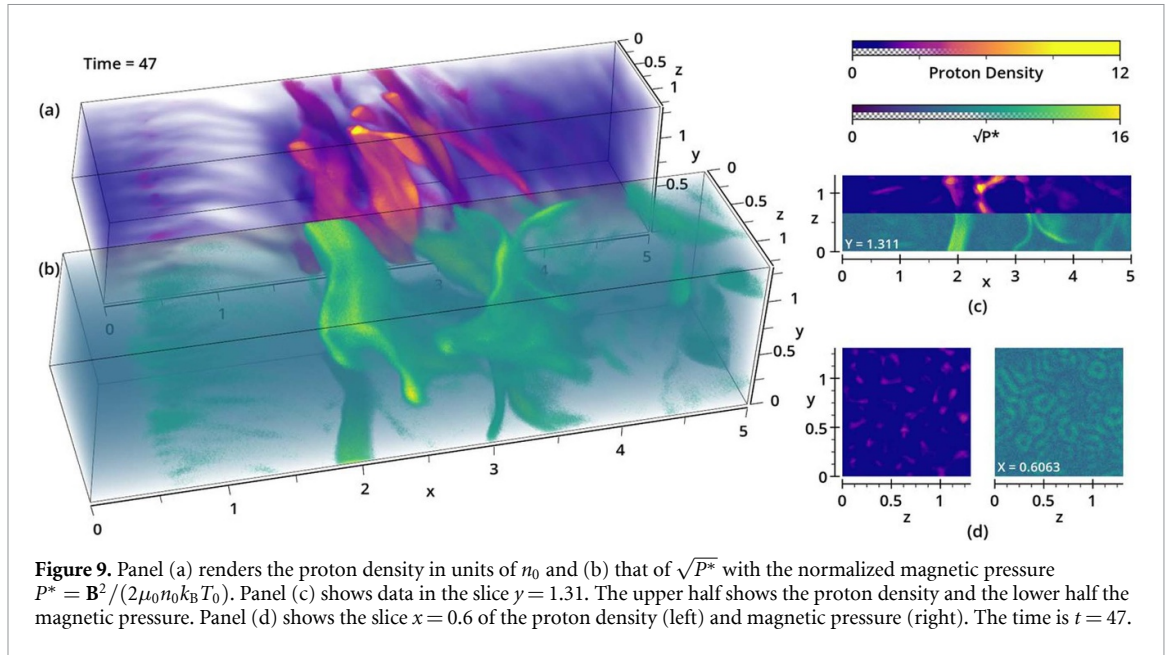 Time = 47
(a)
0
0.5
z
1
1
y
0.5
0
1
3
4
5
(b)
0
0.5
z
1
1
y
0.5
0
0
1
2
3
4
5
x
0
12
Proton Density
0
16
√P*
1
z
0
Y = 1.311
0
1
2
3
4
5
x
(c)
1
y
0.5
0
X = 0.6063
0
0.5
1
z
0
0.5
1
z
(d)
Figure 9. Panel (a) renders the proton density in units of n₀ and (b) that of √P* with the normalized magnetic pressure
P* = B²/(2μ₀n₀k_BT₀). Panel (c) shows data in the slice y = 1.31. The upper half shows the proton density and the lower half the
magnetic pressure. Panel (d) shows the slice x = 0.6 of the proton density (left) and magnetic pressure (right). The time is t = 47.